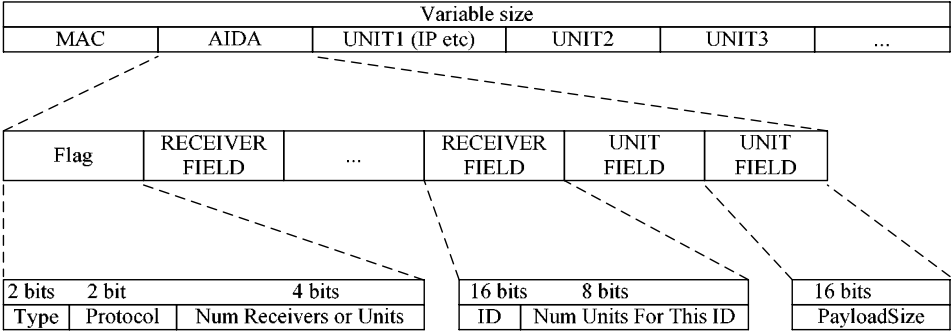 Variable size
MAC AIDA UNIT1 (IP etc) UNIT2 UNIT3 ...
Flag RECEIVER FIELD ... RECEIVER FIELD UNIT FIELD UNIT FIELD
2 bits 2 bit 4 bits 16 bits 8 bits 16 bits
Type Protocol Num Receivers or Units ID Num Units For This ID PayloadSize